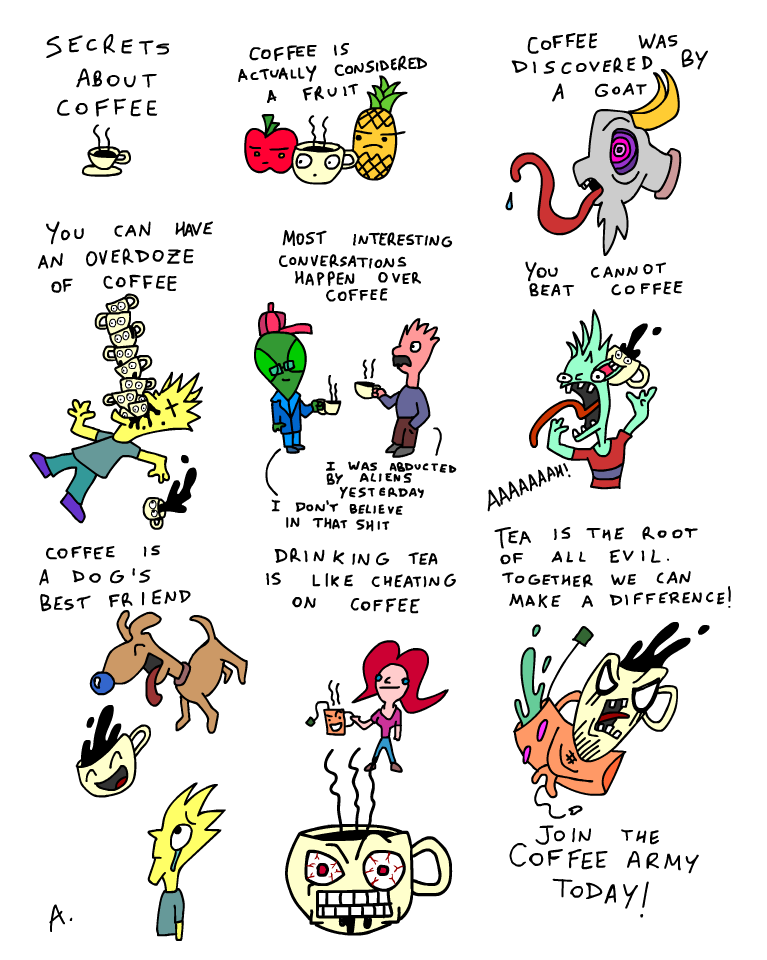 SECRETS
ABOUT
COFFEE
COFFEE IS
ACTUALLY CONSIDERED
A FRUIT
COFFEE WAS
DISCOVERED BY
A GOAT
YOU CAN HAVE
AN OVERDOZE
OF COFFEE
MOST INTERESTING
CONVERSATIONS
HAPPEN OVER
COFFEE
I WAS ABDUCTED
BY ALIENS
YESTERDAY
I DON'T BELIEVE
IN THAT SHIT
YOU CANNOT
BEAT COFFEE
AAAAAAAH!
COFFEE IS
A DOG'S
BEST FRIEND
DRINKING TEA
IS LIKE CHEATING
ON COFFEE
TEA IS THE ROOT
OF ALL EVIL.
TOGETHER WE CAN
MAKE A DIFFERENCE!
JOIN THE
COFFEE ARMY
TODAY!
A.